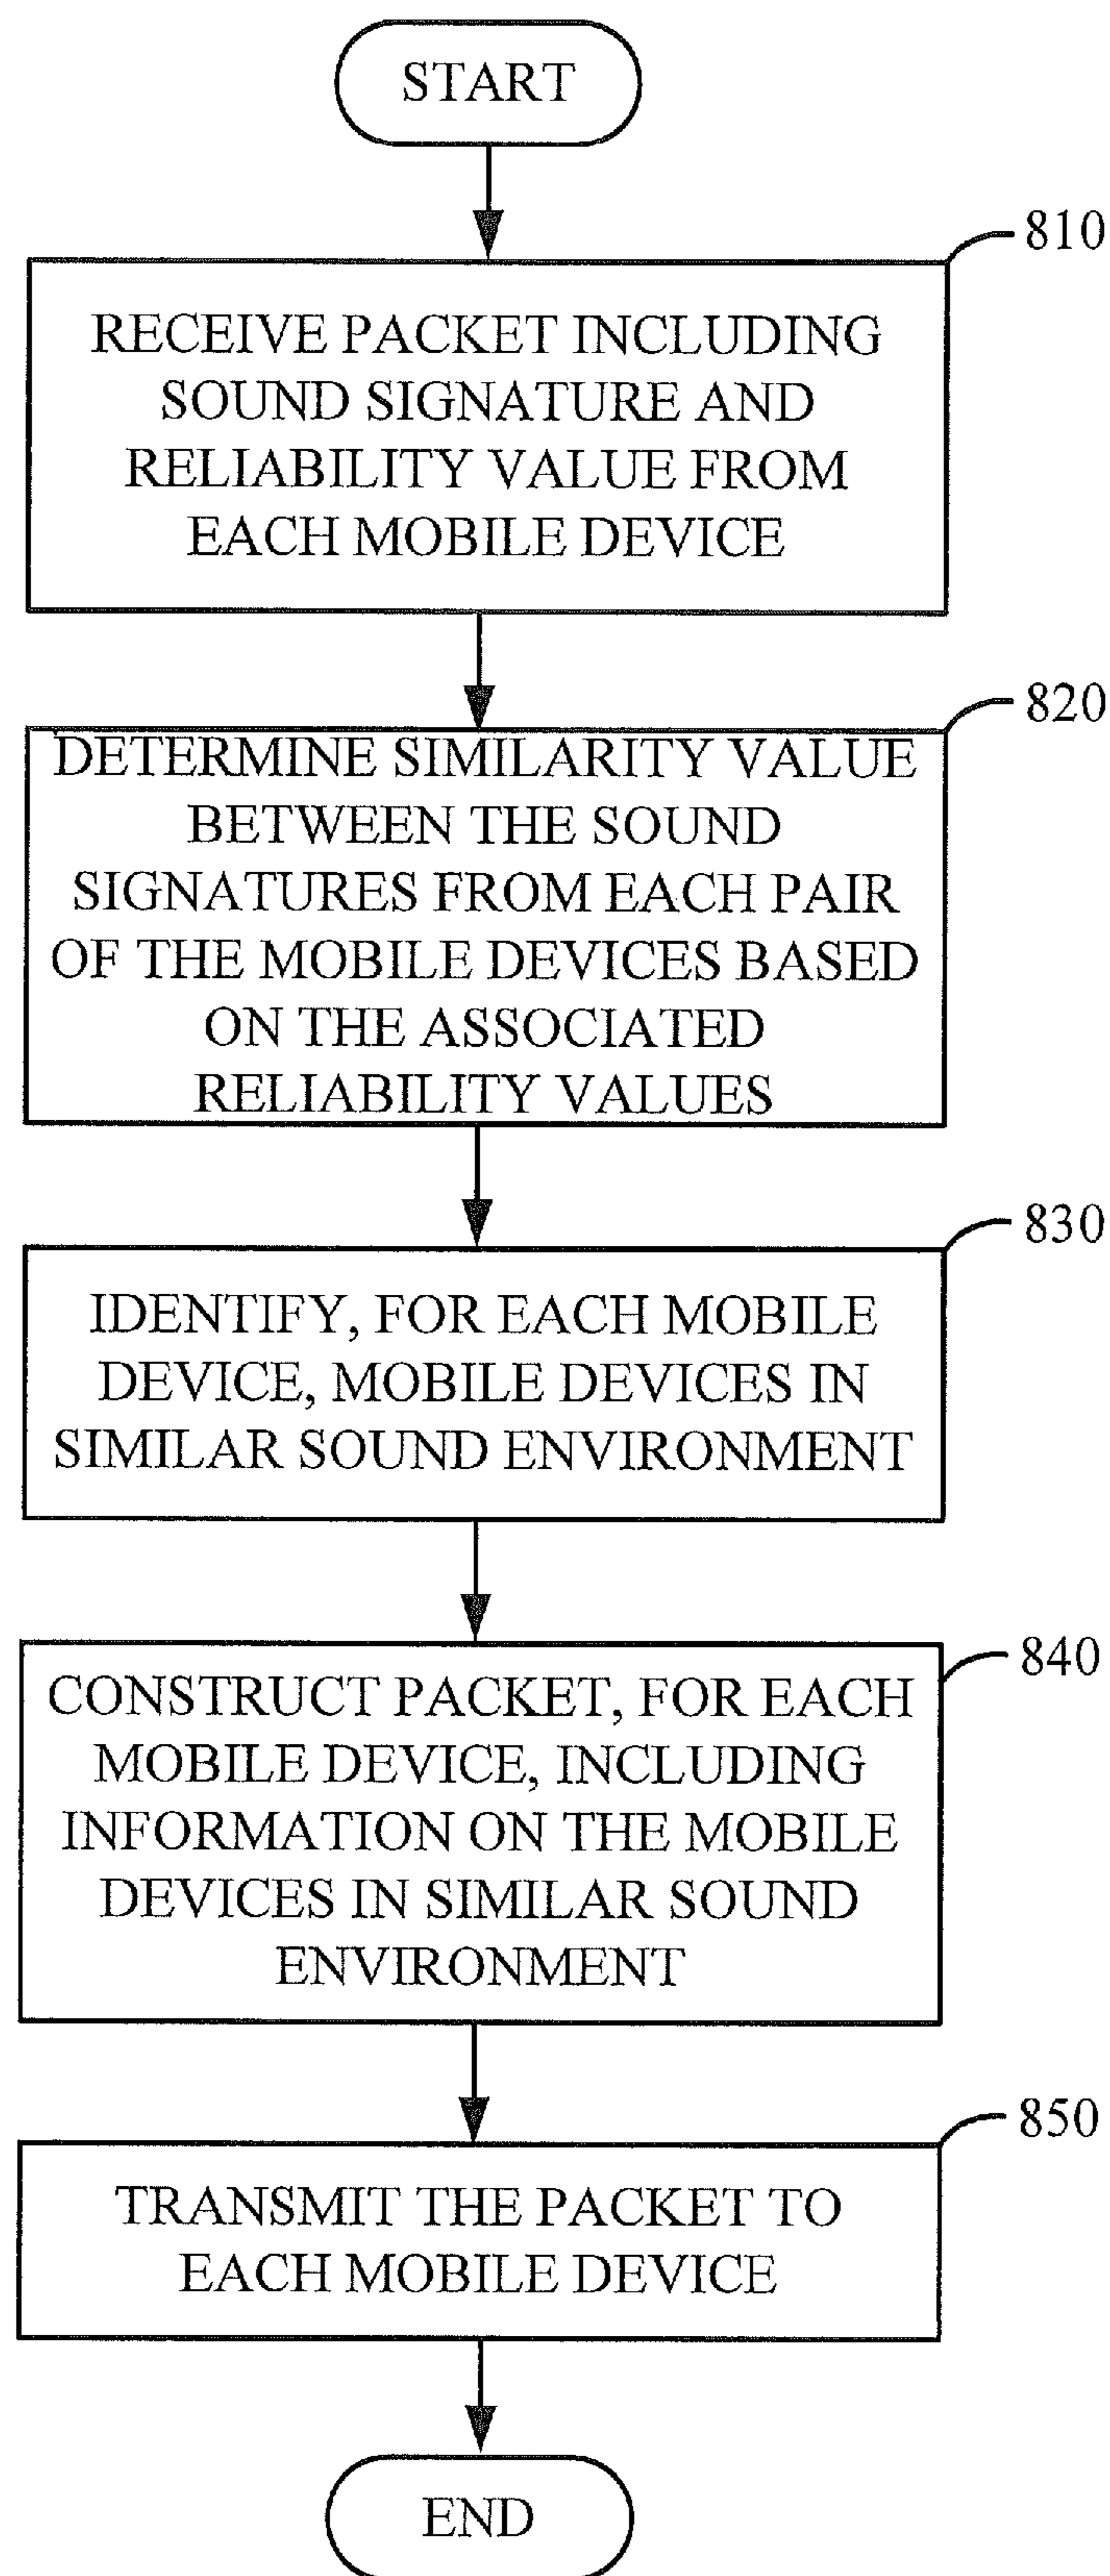 START
810
RECEIVE PACKET INCLUDING
SOUND SIGNATURE AND
RELIABILITY VALUE FROM
EACH MOBILE DEVICE
820
DETERMINE SIMILARITY VALUE
BETWEEN THE SOUND
SIGNATURES FROM EACH PAIR
OF THE MOBILE DEVICES BASED
ON THE ASSOCIATED
RELIABILITY VALUES
830
IDENTIFY, FOR EACH MOBILE
DEVICE, MOBILE DEVICES IN
SIMILAR SOUND ENVIRONMENT
840
CONSTRUCT PACKET, FOR EACH
MOBILE DEVICE, INCLUDING
INFORMATION ON THE MOBILE
DEVICES IN SIMILAR SOUND
ENVIRONMENT
850
TRANSMIT THE PACKET TO
EACH MOBILE DEVICE
END